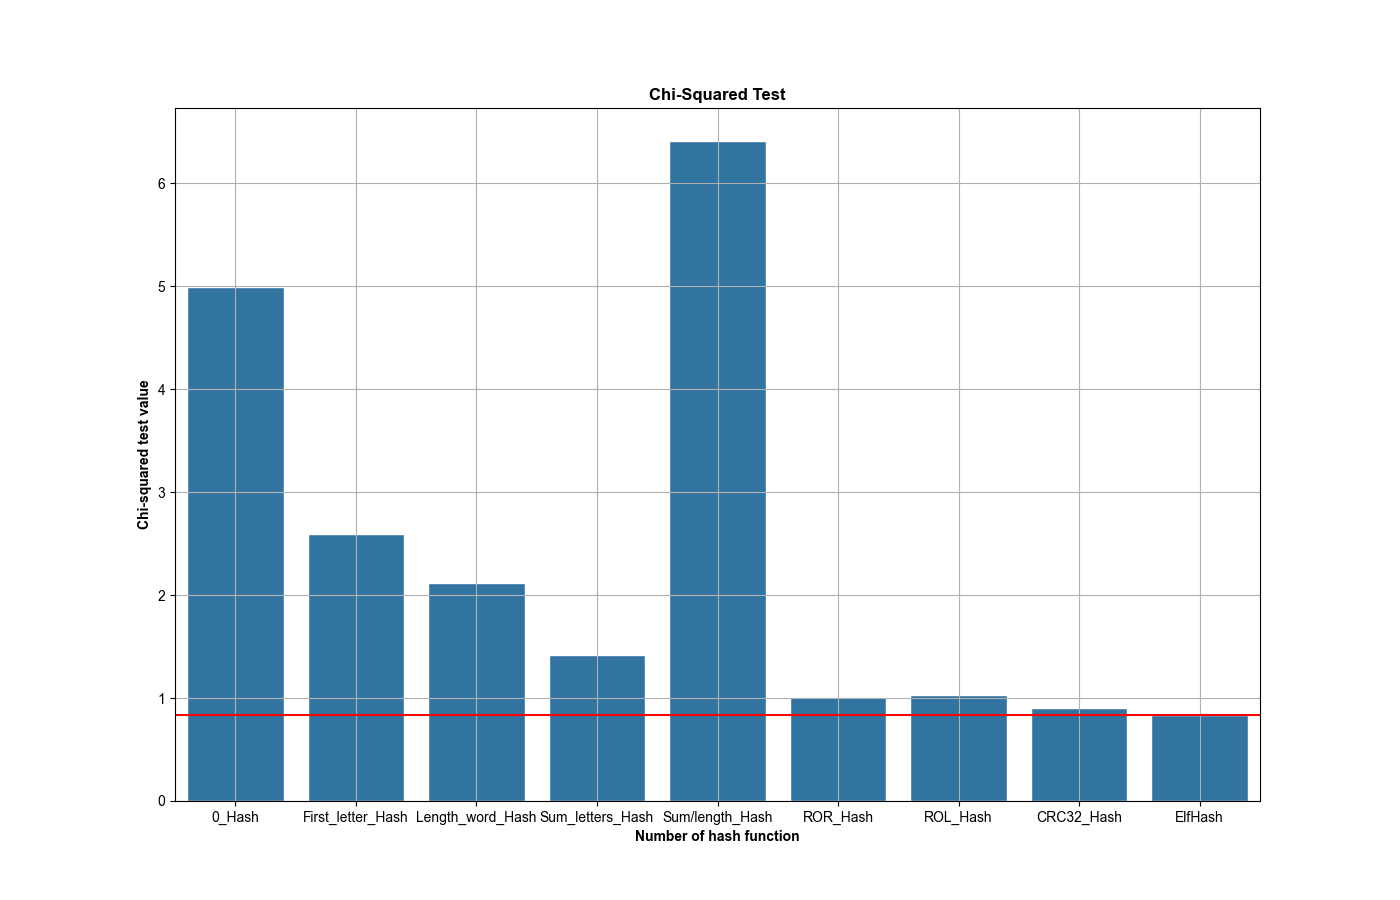 Chi-Squared Test
6
5
4
3
2
1
0
Chi-squared test value
0_Hash First_letter_Hash Length_word_Hash Sum_letters_Hash Sum/length_Hash ROR_Hash ROL_Hash CRC32_Hash ElfHash
Number of hash function